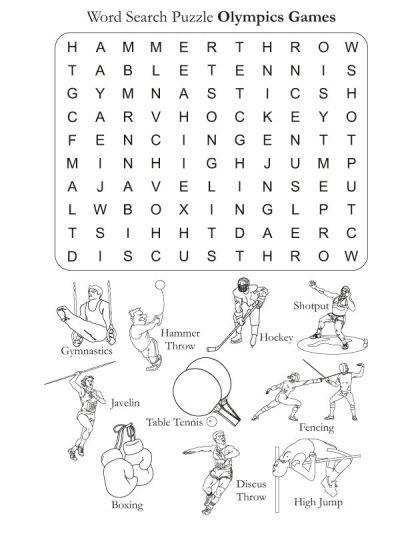 Word Search Puzzle Olympics Games
H A M M E R T H R O W
T A B L E T E N N I S
G Y M N A S T I C S H
C A R V H O C K E Y O
F E N C I N G E N T T
M I N H I G H J U M P
A J A V E L I N S E U
L W B O X I N G L P T
T S I H H T D A E R C
D I S C U S T H R O W
Gymnastics
Hammer
Throw
Hockey
Shotput
Javelin
Table Tennis
Fencing
Boxing
Discus
Throw
High Jump